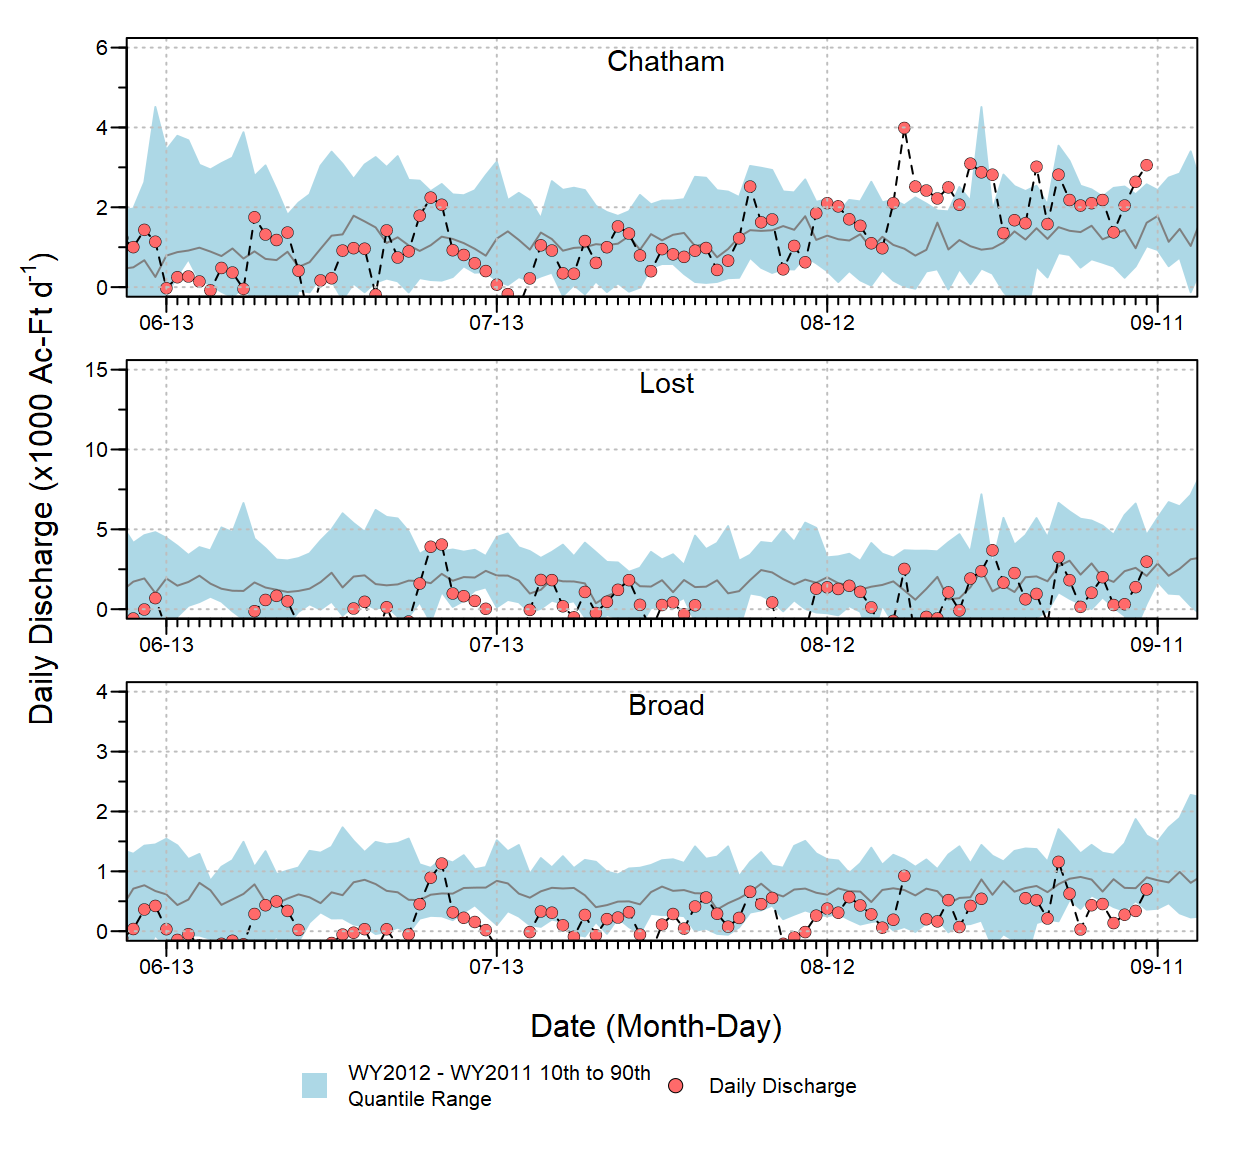 Chatham
6
4
2
0
06-13 07-13 08-12 09-11
Lost
15
10
5
0
06-13 07-13 08-12 09-11
Broad
4
3
2
1
0
06-13 07-13 08-12 09-11
Daily Discharge (x1000 Ac-Ft d-1)
Date (Month-Day)
WY2012 - WY2011 10th to 90th
Quantile Range
Daily Discharge